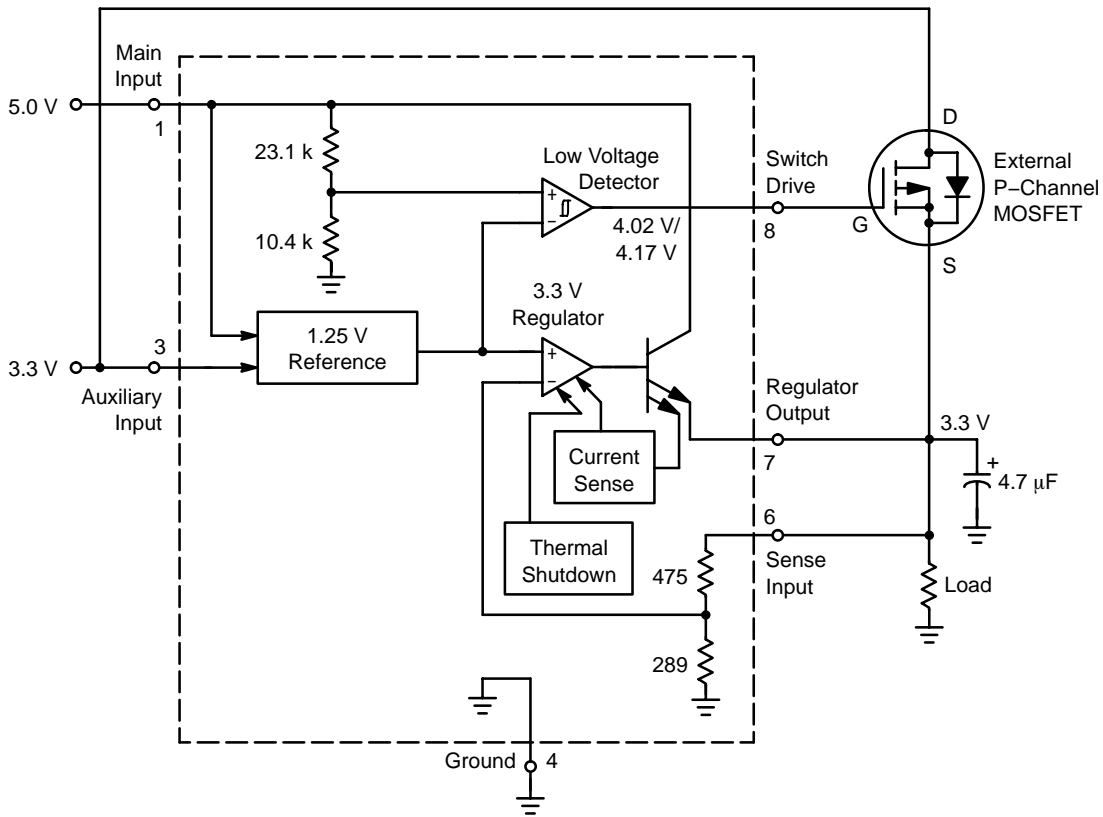 Main
Input
5.0 V
1
23.1 k
10.4 k
Low Voltage
Detector
+
−
4.02 V/
4.17 V
Switch
Drive
8
D
G
S
External
P−Channel
MOSFET
3.3 V
3
Auxiliary
Input
1.25 V
Reference
3.3 V
Regulator
+
−
Current
Sense
Thermal
Shutdown
Regulator
Output
7
3.3 V
+
4.7 μF
6
Sense
Input
475
289
Load
Ground
4